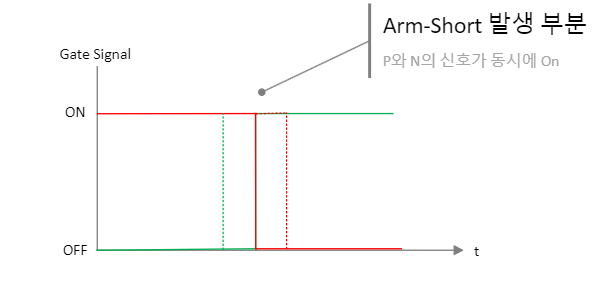 Arm-Short 발생 부분
P와 N의 신호가 동시에 On
Gate Signal
ON
OFF
t